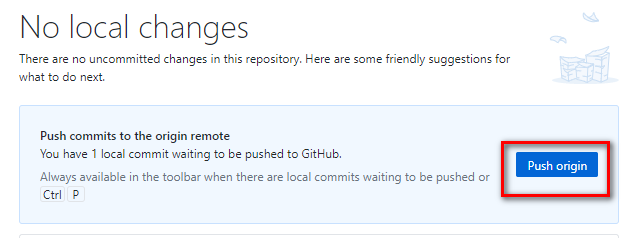 No local changes
There are no uncommitted changes in this repository. Here are some friendly suggestions for
what to do next.
Push commits to the origin remote
You have 1 local commit waiting to be pushed to GitHub.
Always available in the toolbar when there are local commits waiting to be pushed or
Ctrl P
Push origin